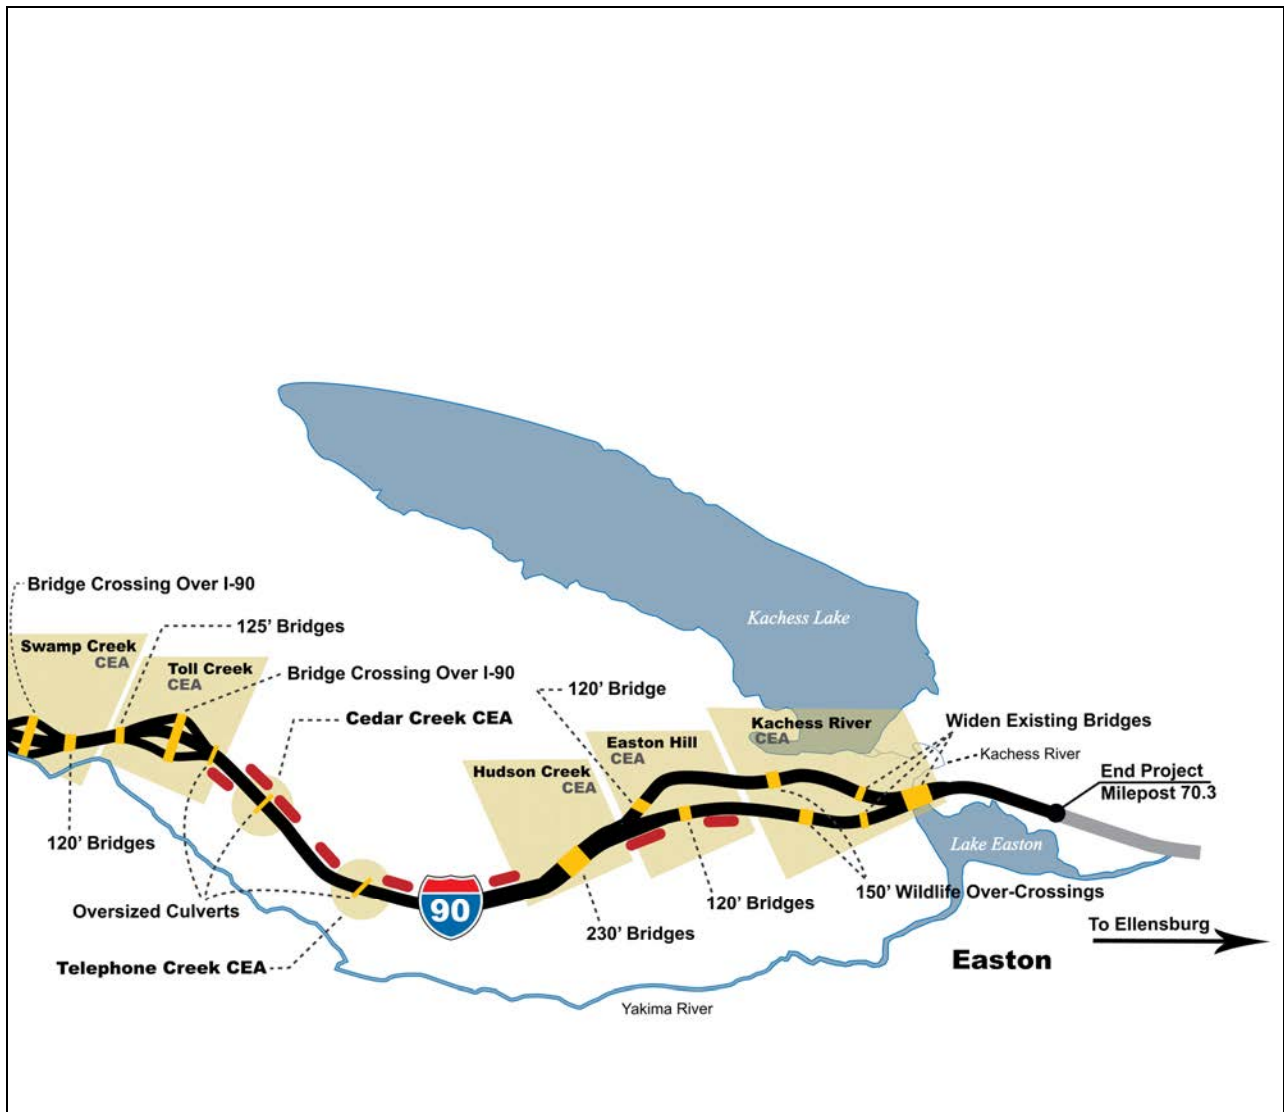 Kachess Lake
Bridge Crossing Over I-90
125’ Bridges
Swamp Creek
CEA
Toll Creek
CEA
Bridge Crossing Over I-90
120’ Bridge
Cedar Creek CEA
Kachess River
CEA
Widen Existing Bridges
Easton Hill
CEA
Kachess River
Hudson Creek
CEA
End Project
Milepost 70.3
120’ Bridges
Lake Easton
150’ Wildlife Over-Crossings
120’ Bridges
Oversized Culverts
90
230’ Bridges
To Ellensburg
Telephone Creek CEA
Easton
Yakima River